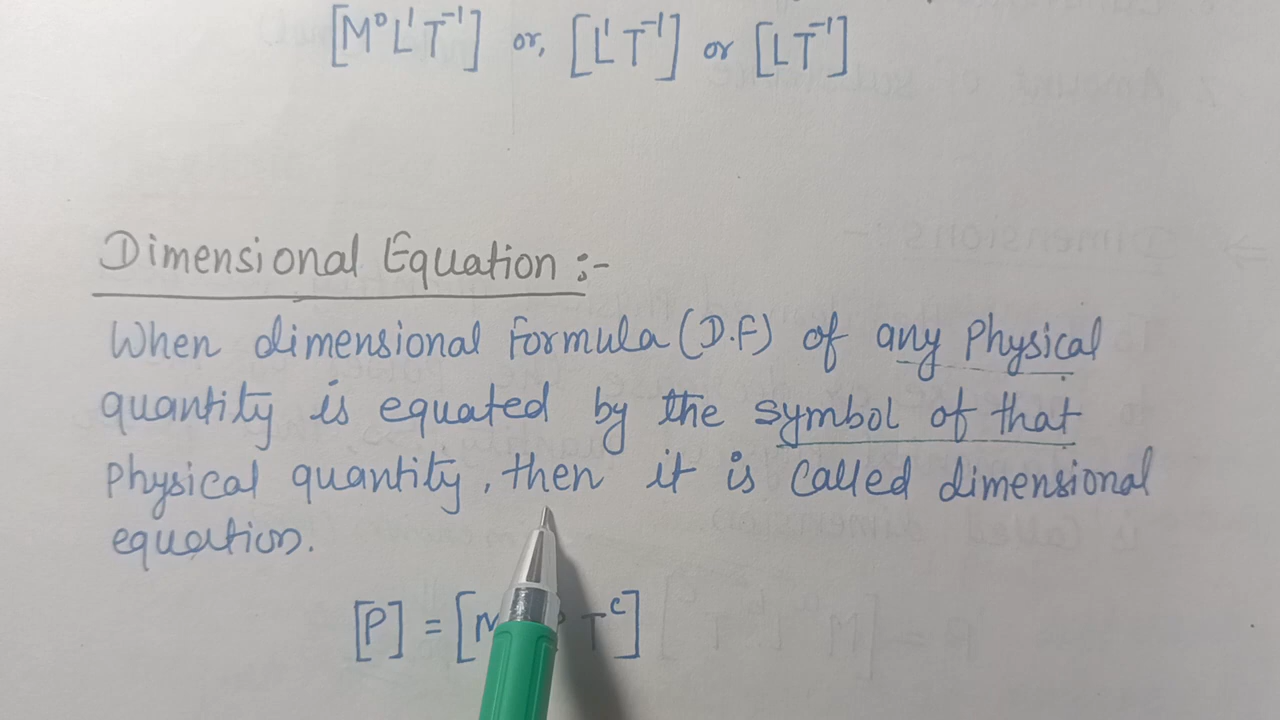 [M⁰L¹T⁻¹] or, [L¹T⁻¹] or [LT⁻¹]
Dimensional Equation :-
When dimensional formula (D.F) of any Physical
quantity is equated by the symbol of that
Physical quantity, then it is called dimensional
equation.
[P] = [M T^c]